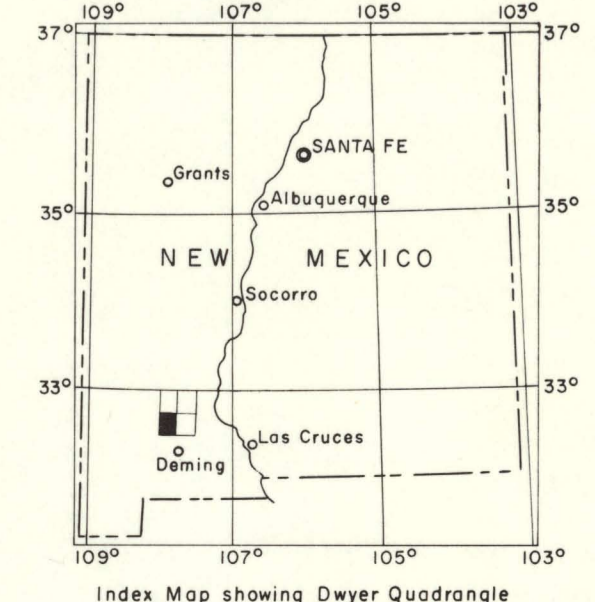 109° 107° 105° 103°
37° 37°
SANTA FE
Grants
Albuquerque
35° 35°
NEW MEXICO
Socorro
33° 33°
Las Cruces
Deming
109° 107° 105° 103°
Index Map showing Dwyer Quadrangle